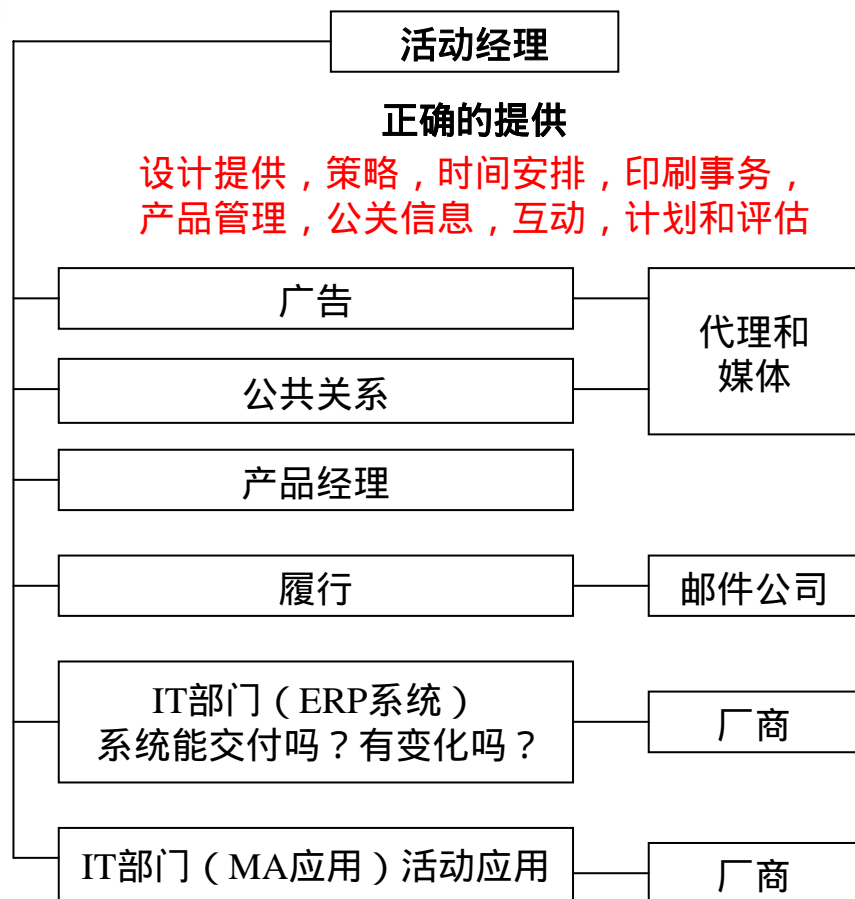 活动经理
正确的提供
设计提供，策略，时间安排，印刷事务，
产品管理，公关信息，互动，计划和评估
广告
代理和
媒体
公共关系
产品经理
履行
邮件公司
IT部门（ERP系统）
系统能交付吗？有变化吗？
厂商
IT部门（MA应用）活动应用
厂商